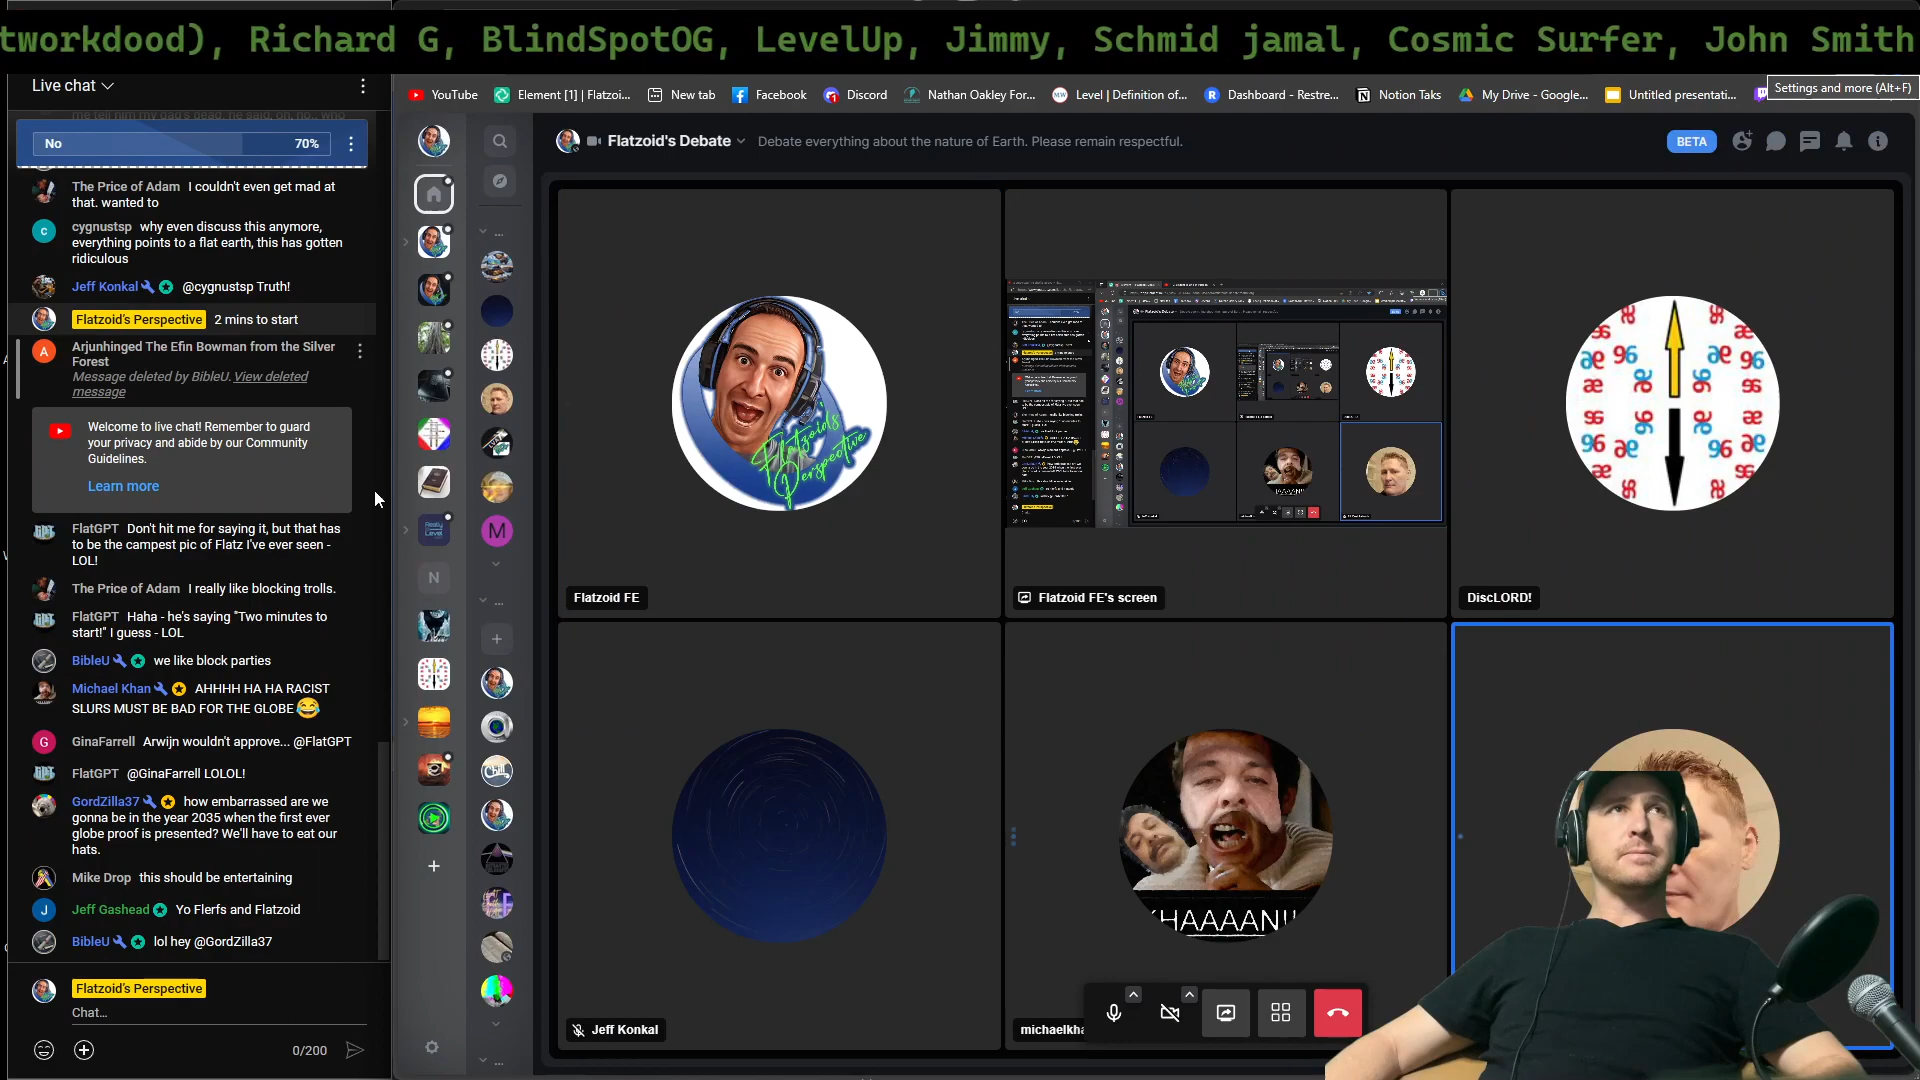 tworkdood), Richard G, BlindSpotOG, LevelUp, Jimmy, Schmid jamal, Cosmic Surfer, John Smith
Live chat
No 70%
The Price of Adam I couldn't even get mad at
that. wanted to
cygnustsp why even discuss this anymore,
everything points to a flat earth, this has gotten
ridiculous
Jeff Konkal @cygnustsp Truth!
Flatzoid's Perspective 2 mins to start
Arjunhinged The Efin Bowman from the Silver
Forest
Message deleted by BibleU. View deleted
message
Welcome to live chat! Remember to guard
your privacy and abide by our Community
Guidelines.
Learn more
FlatGPT Don't hit me for saying it, but that has
to be the campest pic of Flatz I've ever seen -
LOL!
The Price of Adam I really like blocking trolls.
FlatGPT Haha - he's saying "Two minutes to
start!" I guess - LOL
BibleU we like block parties
Michael Khan AHHHH HA HA RACIST
SLURS MUST BE BAD FOR THE GLOBE 😂
GinaFarrell Arwijn wouldn't approve... @FlatGPT
FlatGPT @GinaFarrell LOLOL!
GordZilla37 how embarrassed are we
gonna be in the year 2035 when the first ever
globe proof is presented? We'll have to eat our
hats.
Mike Drop this should be entertaining
Jeff Gashead Yo Flerfs and Flatzoid
BibleU lol hey @GordZilla37
Flatzoid's Perspective
Chat...
0/200
YouTube Element [1] | Flatzoi... New tab Facebook Discord Nathan Oakley For... Level | Definition of... Dashboard - Restre... Notion Taks My Drive - Google... Untitled presentati...
Settings and more (Alt+F)
Flatzoid's Debate Debate everything about the nature of Earth. Please remain respectful.
BETA
N
M
Chill
Flatzoid's
Perspective
Flatzoid FE
Flatzoid FE's screen
DiscLORD!
Jeff Konkal
KHAAAN!!
michaelkha